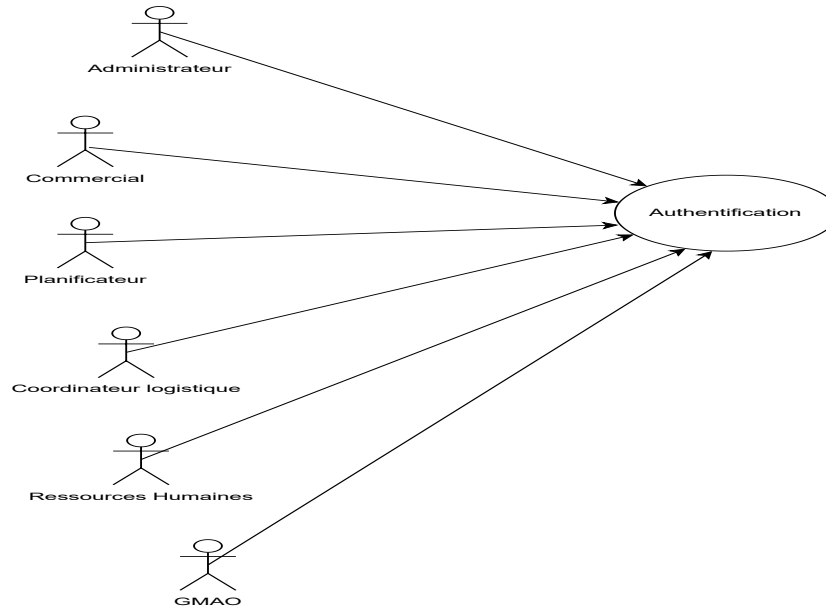 Administrateur
Commercial
Authentification
Planificateur
Coordinateur logistique
Ressources Humaines
GMAO